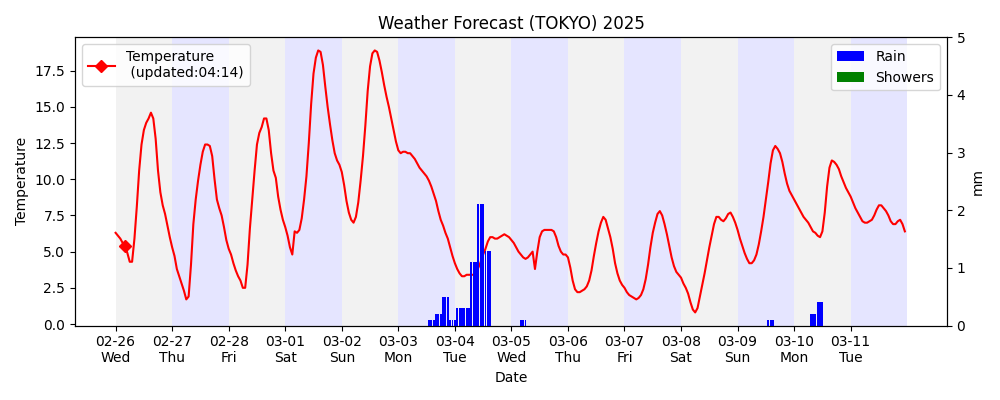 Weather Forecast (TOKYO) 2025
Temperature
(updated:04:14)
Rain
Showers
Temperature
17.5
15.0
12.5
10.0
7.5
5.0
2.5
0.0
5
4
3
2
1
0
mm
02-26 02-27 02-28 03-01 03-02 03-03 03-04 03-05 03-06 03-07 03-08 03-09 03-10 03-11
Wed Thu Fri Sat Sun Mon Tue Wed Thu Fri Sat Sun Mon Tue
Date